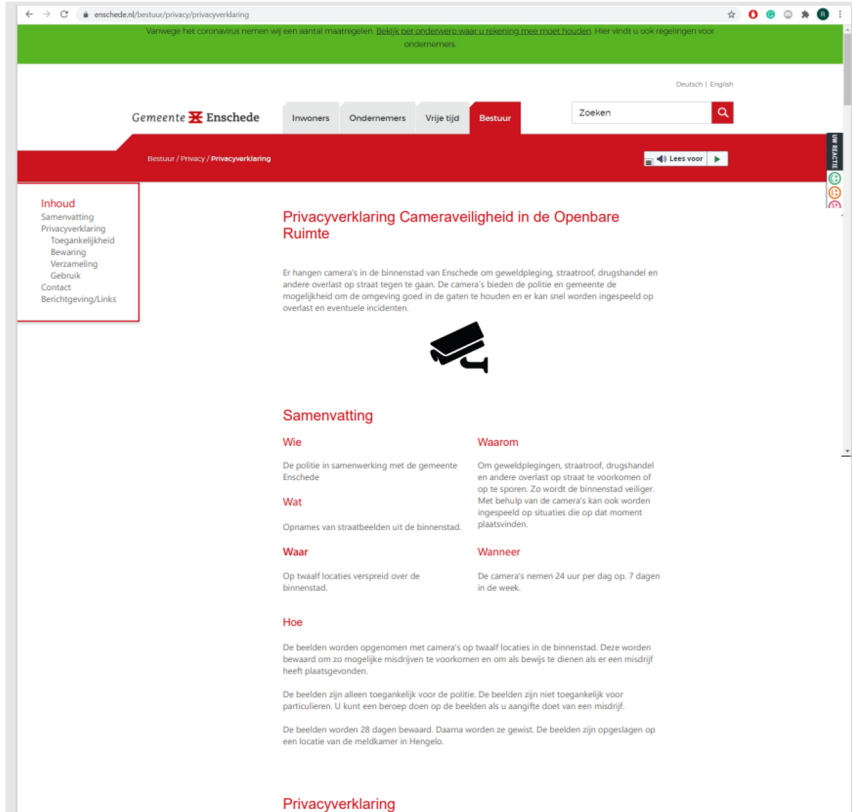 enschede.nl/bestuur/privacy/privacyverklaring
Vanwege het coronavirus nemen wij een aantal maatregelen. Bekijk per onderwerp waar u rekening mee moet houden. Hier vindt u ook regelingen voor
ondernemers.
Deutsch | English
Gemeente Enschede
Inwoners
Ondernemers
Vrije tijd
Bestuur
Zoeken
Bestuur / Privacy / Privacyverklaring
Lees voor
UW REACTIE
Inhoud
Samenvatting
Privacyverklaring
Toegankelijkheid
Bewaring
Verzameling
Gebruik
Contact
Berichtgeving/Links
Privacyverklaring Cameraveiligheid in de Openbare
Ruimte
Er hangen camera's in de binnenstad van Enschede om geweldpleging, straatroof, drugshandel en
andere overlast op straat tegen te gaan. De camera's bieden de politie en gemeente de
mogelijkheid om de omgeving goed in de gaten te houden en er kan snel worden ingespeeld op
overlast en eventuele incidenten.
Samenvatting
Wie
De politie in samenwerking met de gemeente
Enschede
Wat
Opnames van straatbeelden uit de binnenstad.
Waar
Op twaalf locaties verspreid over de
binnenstad.
Waarom
Om geweldplegingen, straatroof, drugshandel
en andere overlast op straat te voorkomen of
op te sporen. Zo wordt de binnenstad veiliger.
Met behulp van de camera's kan ook worden
ingespeeld op situaties die op dat moment
plaatsvinden.
Wanneer
De camera's nemen 24 uur per dag op. 7 dagen
in de week.
Hoe
De beelden worden opgenomen met camera's op twaalf locaties in de binnenstad. Deze worden
bewaard om zo mogelijke misdrijven te voorkomen en om als bewijs te dienen als er een misdrijf
heeft plaatsgevonden.
De beelden zijn alleen toegankelijk voor de politie. De beelden zijn niet toegankelijk voor
particulieren. U kunt een beroep doen op de beelden als u aangifte doet van een misdrijf.
De beelden worden 28 dagen bewaard. Daarna worden ze gewist. De beelden zijn opgeslagen op
een locatie van de meldkamer in Hengelo.
Privacyverklaring